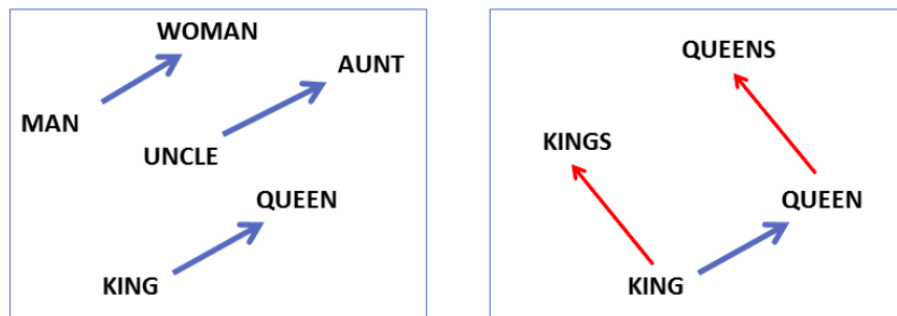 WOMAN
AUNT
MAN
UNCLE
QUEEN
KING
QUEENS
KINGS
QUEEN
KING